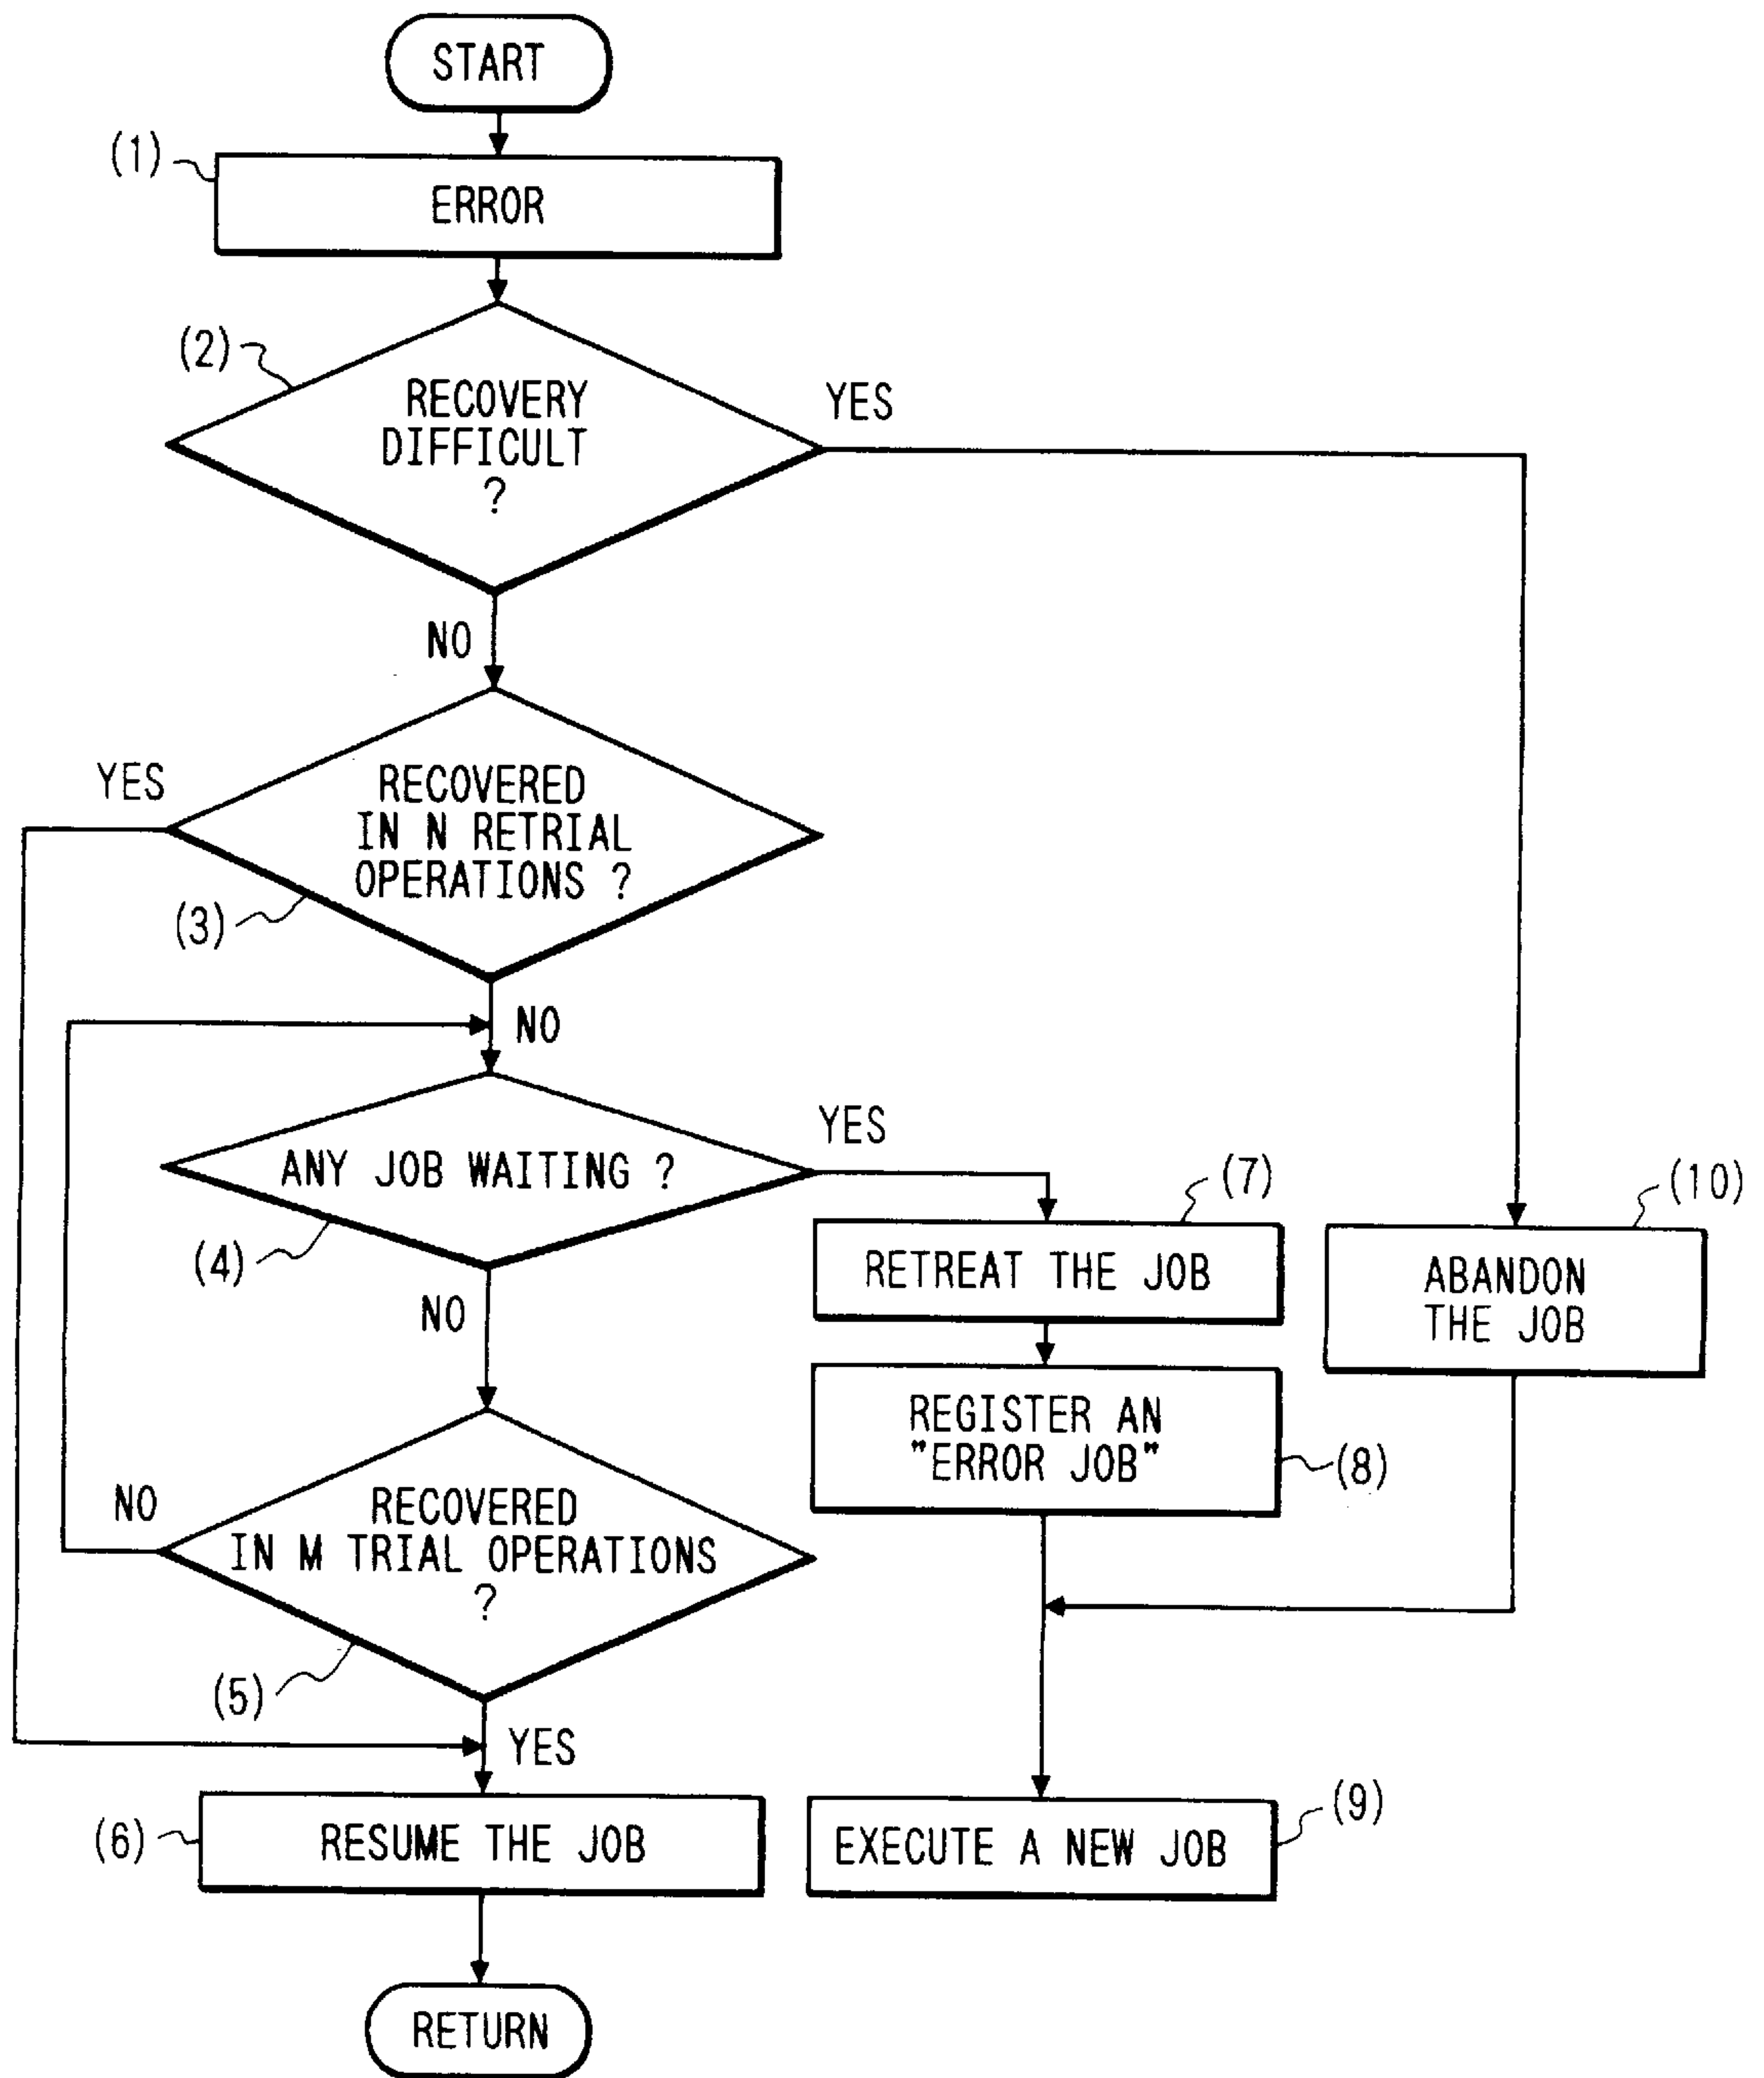 START
(1)
ERROR
(2)
RECOVERY
DIFFICULT
?
YES
NO
YES
RECOVERED
IN N RETRIAL
OPERATIONS ?
(3)
NO
YES
ANY JOB WAITING ?
(4)
NO
(7)
RETREAT THE JOB
(10)
ABANDON
THE JOB
REGISTER AN
"ERROR JOB"
(8)
NO
RECOVERED
IN M TRIAL OPERATIONS
?
(5)
YES
(6)
RESUME THE JOB
(9)
EXECUTE A NEW JOB
RETURN